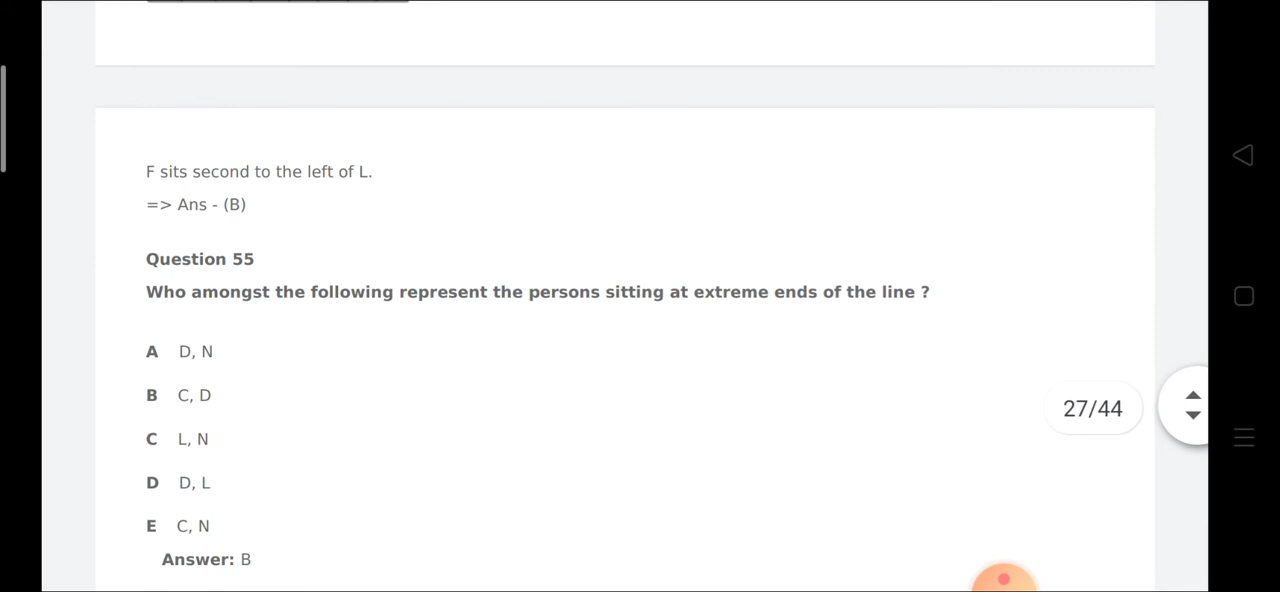 F sits second to the left of L.
=> Ans - (B)
Question 55
Who amongst the following represent the persons sitting at extreme ends of the line ?
A D, N
B C, D
C L, N
D D, L
E C, N
Answer: B
27/44